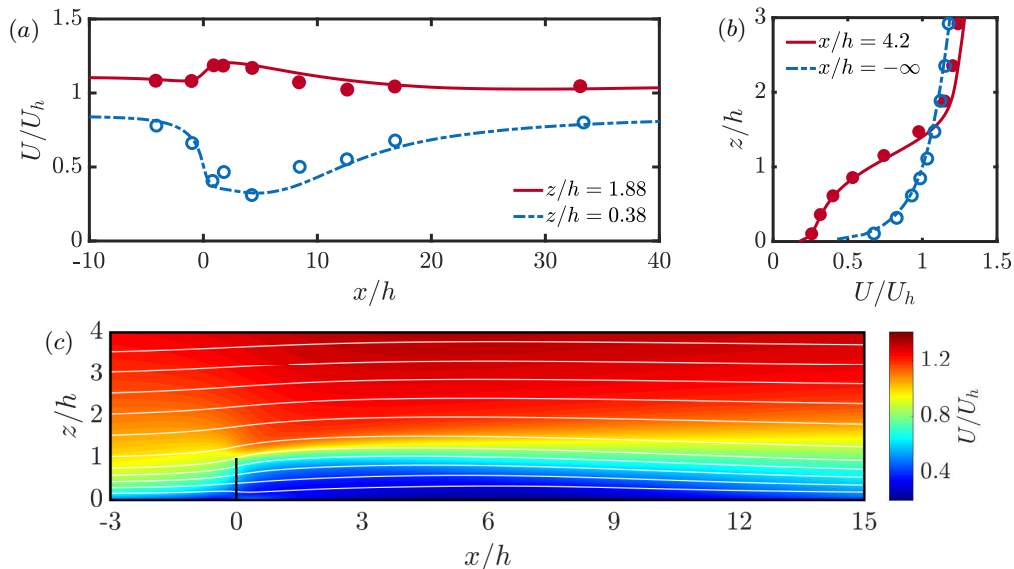 (a)
1.5
1
0.5
0
U/U_h
-10 0 10 20 30 40
x/h
z/h = 1.88
z/h = 0.38
(b)
3
2
1
0
z/h
0 0.5 1 1.5
U/U_h
x/h = 4.2
x/h = −∞
(c)
4
3
2
1
0
z/h
-3 0 3 6 9 12 15
x/h
1.2
0.8
0.4
U/U_h